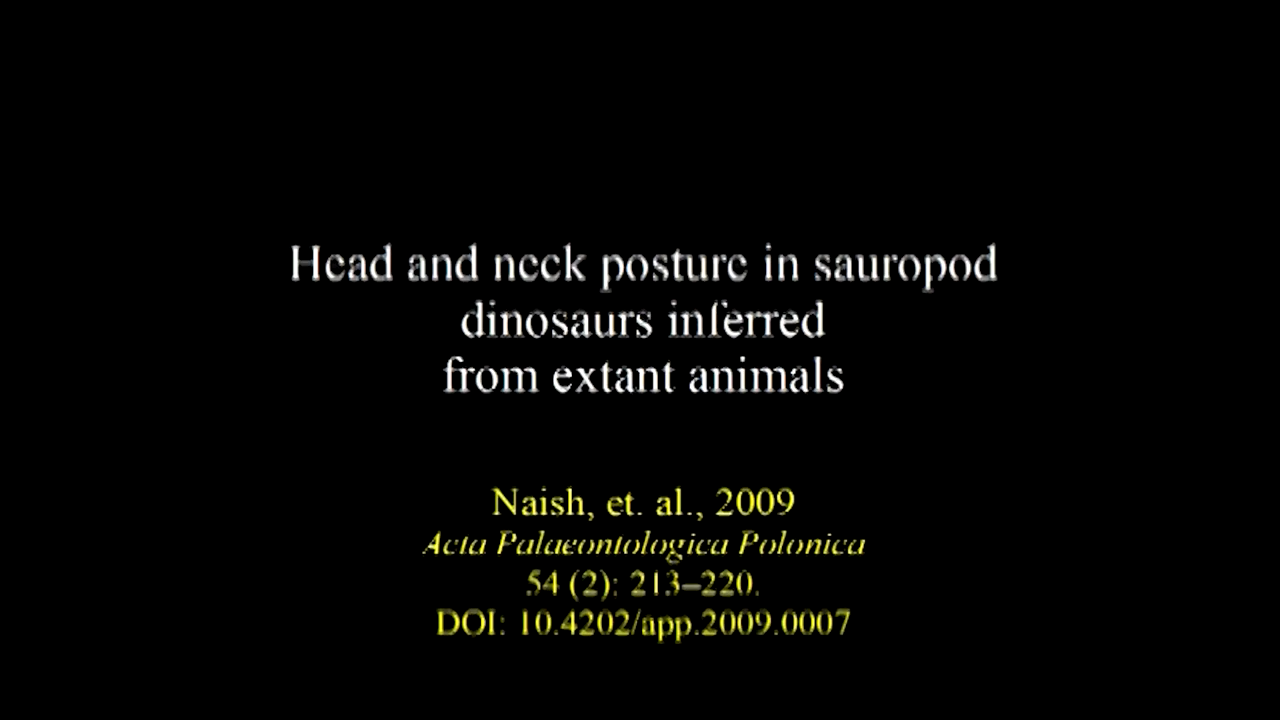 Head and neck posture in sauropod
dinosaurs inferred
from extant animals
Naish, et. al., 2009
Acta Palaeontologica Polonica
54 (2): 213–220.
DOI: 10.4202/app.2009.0007